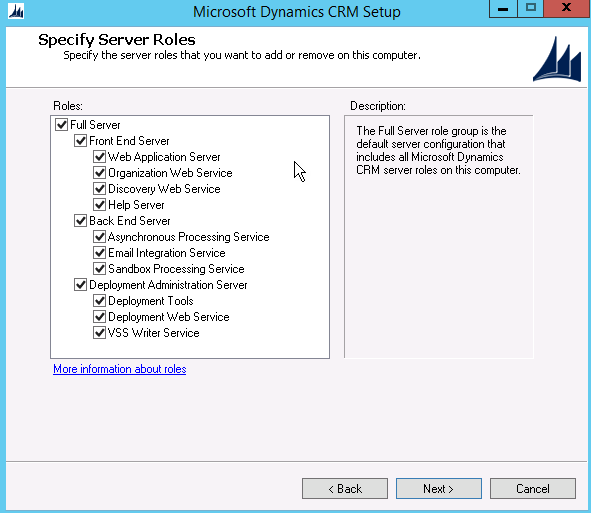 Microsoft Dynamics CRM Setup
Specify Server Roles
Specify the server roles that you want to add or remove on this computer.
Roles:
Full Server
Front End Server
Web Application Server
Organization Web Service
Discovery Web Service
Help Server
Back End Server
Asynchronous Processing Service
Email Integration Service
Sandbox Processing Service
Deployment Administration Server
Deployment Tools
Deployment Web Service
VSS Writer Service
More information about roles
Description:
The Full Server role group is the
default server configuration that
includes all Microsoft Dynamics
CRM server roles on this computer.
< Back
Next >
Cancel